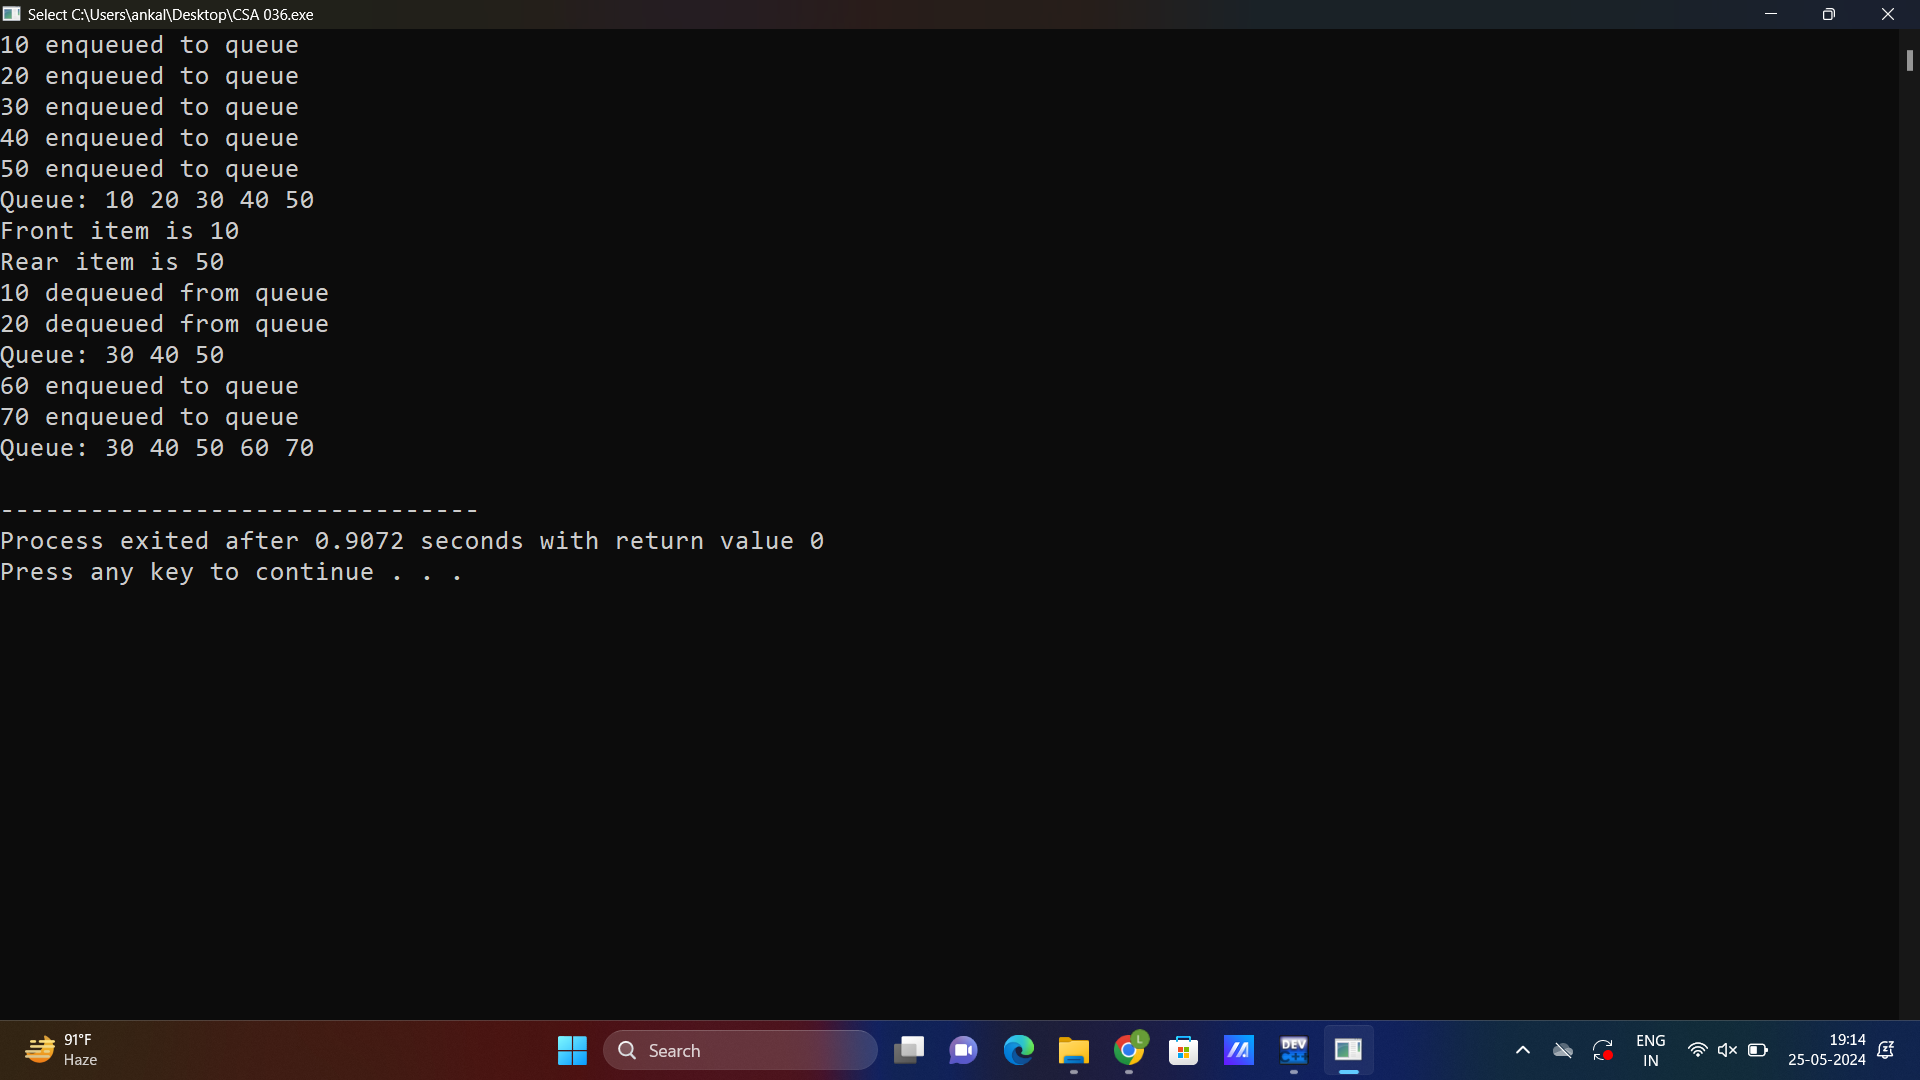 Select C:\Users\ankal\Desktop\CSA 036.exe
10 enqueued to queue
20 enqueued to queue
30 enqueued to queue
40 enqueued to queue
50 enqueued to queue
Queue: 10 20 30 40 50
Front item is 10
Rear item is 50
10 dequeued from queue
20 dequeued from queue
Queue: 30 40 50
60 enqueued to queue
70 enqueued to queue
Queue: 30 40 50 60 70
--------------------------------
Process exited after 0.9072 seconds with return value 0
Press any key to continue . . .
91°F
Haze
Search
L
DEV
C++
ENG
IN
19:14
25-05-2024